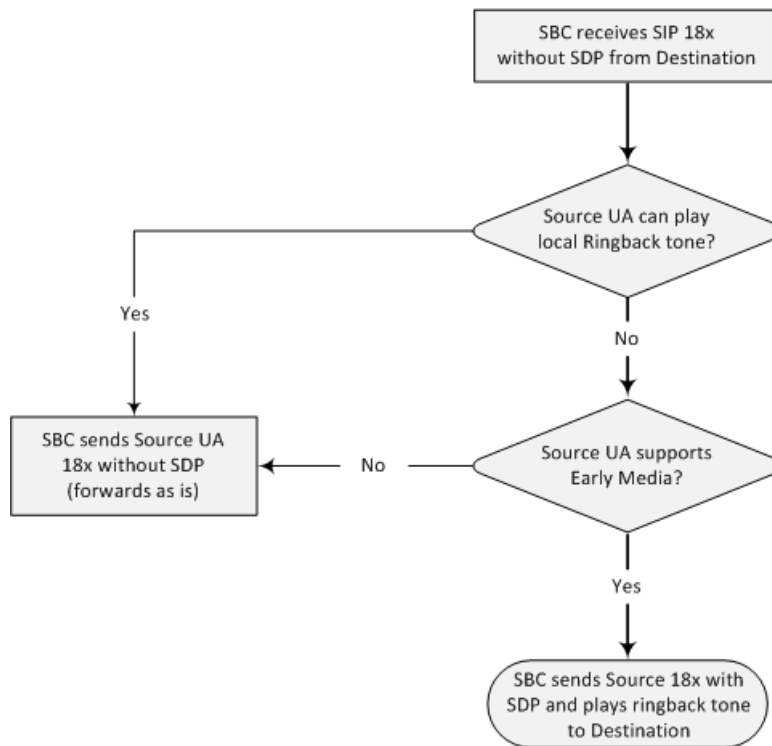 SBC receives SIP 18x
without SDP from Destination
Source UA can play
local Ringback tone?
Yes
No
SBC sends Source UA
18x without SDP
(forwards as is)
No
Source UA supports
Early Media?
Yes
SBC sends Source 18x with
SDP and plays ringback tone
to Destination